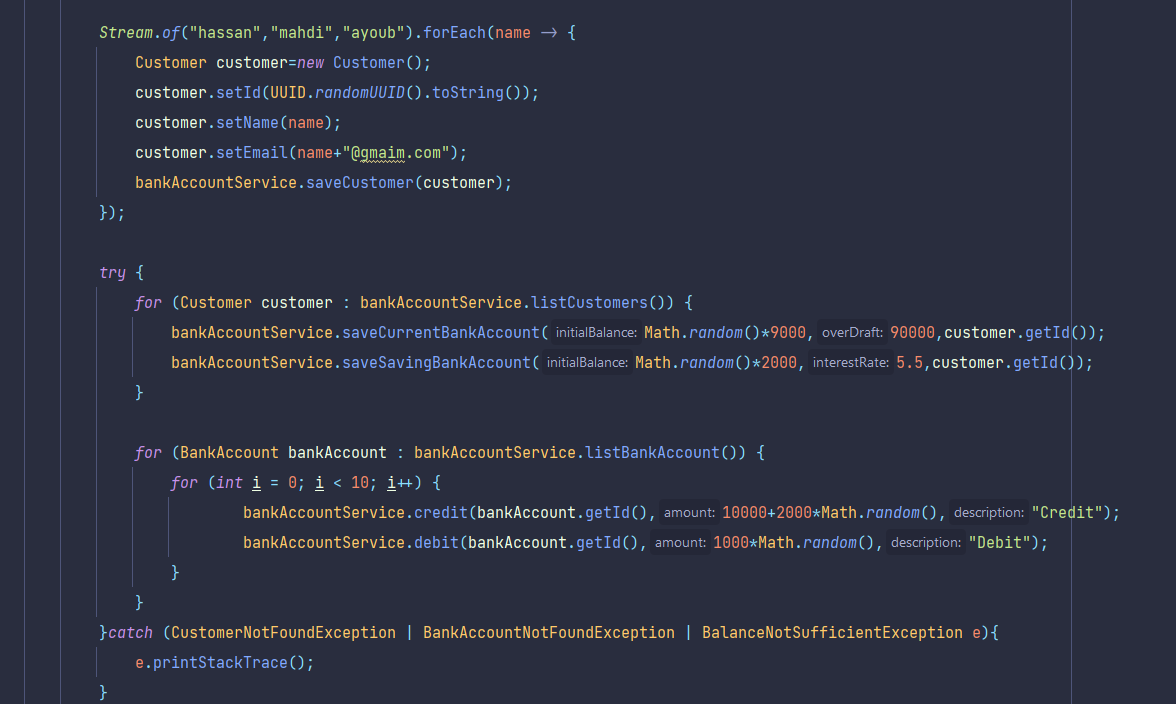 Stream.of("hassan","mahdi","ayoub").forEach(name -> {
Customer customer=new Customer();
customer.setId(UUID.randomUUID().toString());
customer.setName(name);
customer.setEmail(name+"@gmaim.com");
bankAccountService.saveCustomer(customer);
});
try {
for (Customer customer : bankAccountService.listCustomers()) {
bankAccountService.saveCurrentBankAccount( initialBalance: Math.random()*9000, overDraft: 90000,customer.getId());
bankAccountService.saveSavingBankAccount( initialBalance: Math.random()*2000, interestRate: 5.5,customer.getId());
}
for (BankAccount bankAccount : bankAccountService.listBankAccount()) {
for (int i = 0; i < 10; i++) {
bankAccountService.credit(bankAccount.getId(), amount: 10000+2000*Math.random(), description: "Credit");
bankAccountService.debit(bankAccount.getId(), amount: 1000*Math.random(), description: "Debit");
}
}
}catch (CustomerNotFoundException | BankAccountNotFoundException | BalanceNotSufficientException e){
e.printStackTrace();
}